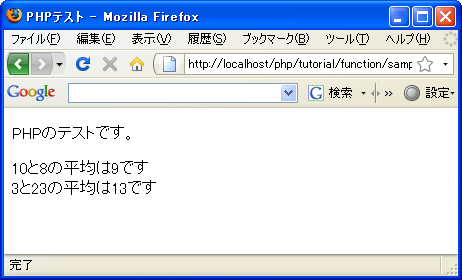 PHPテスト - Mozilla Firefox
ファイル(F) 編集(E) 表示(V) 履歴(S) ブックマーク(B) ツール(T) ヘルプ(H)
http://localhost/php/tutorial/function/samp
Google G 検索 » 設定
PHPのテストです。
10と8の平均は9です
3と23の平均は13です
完了